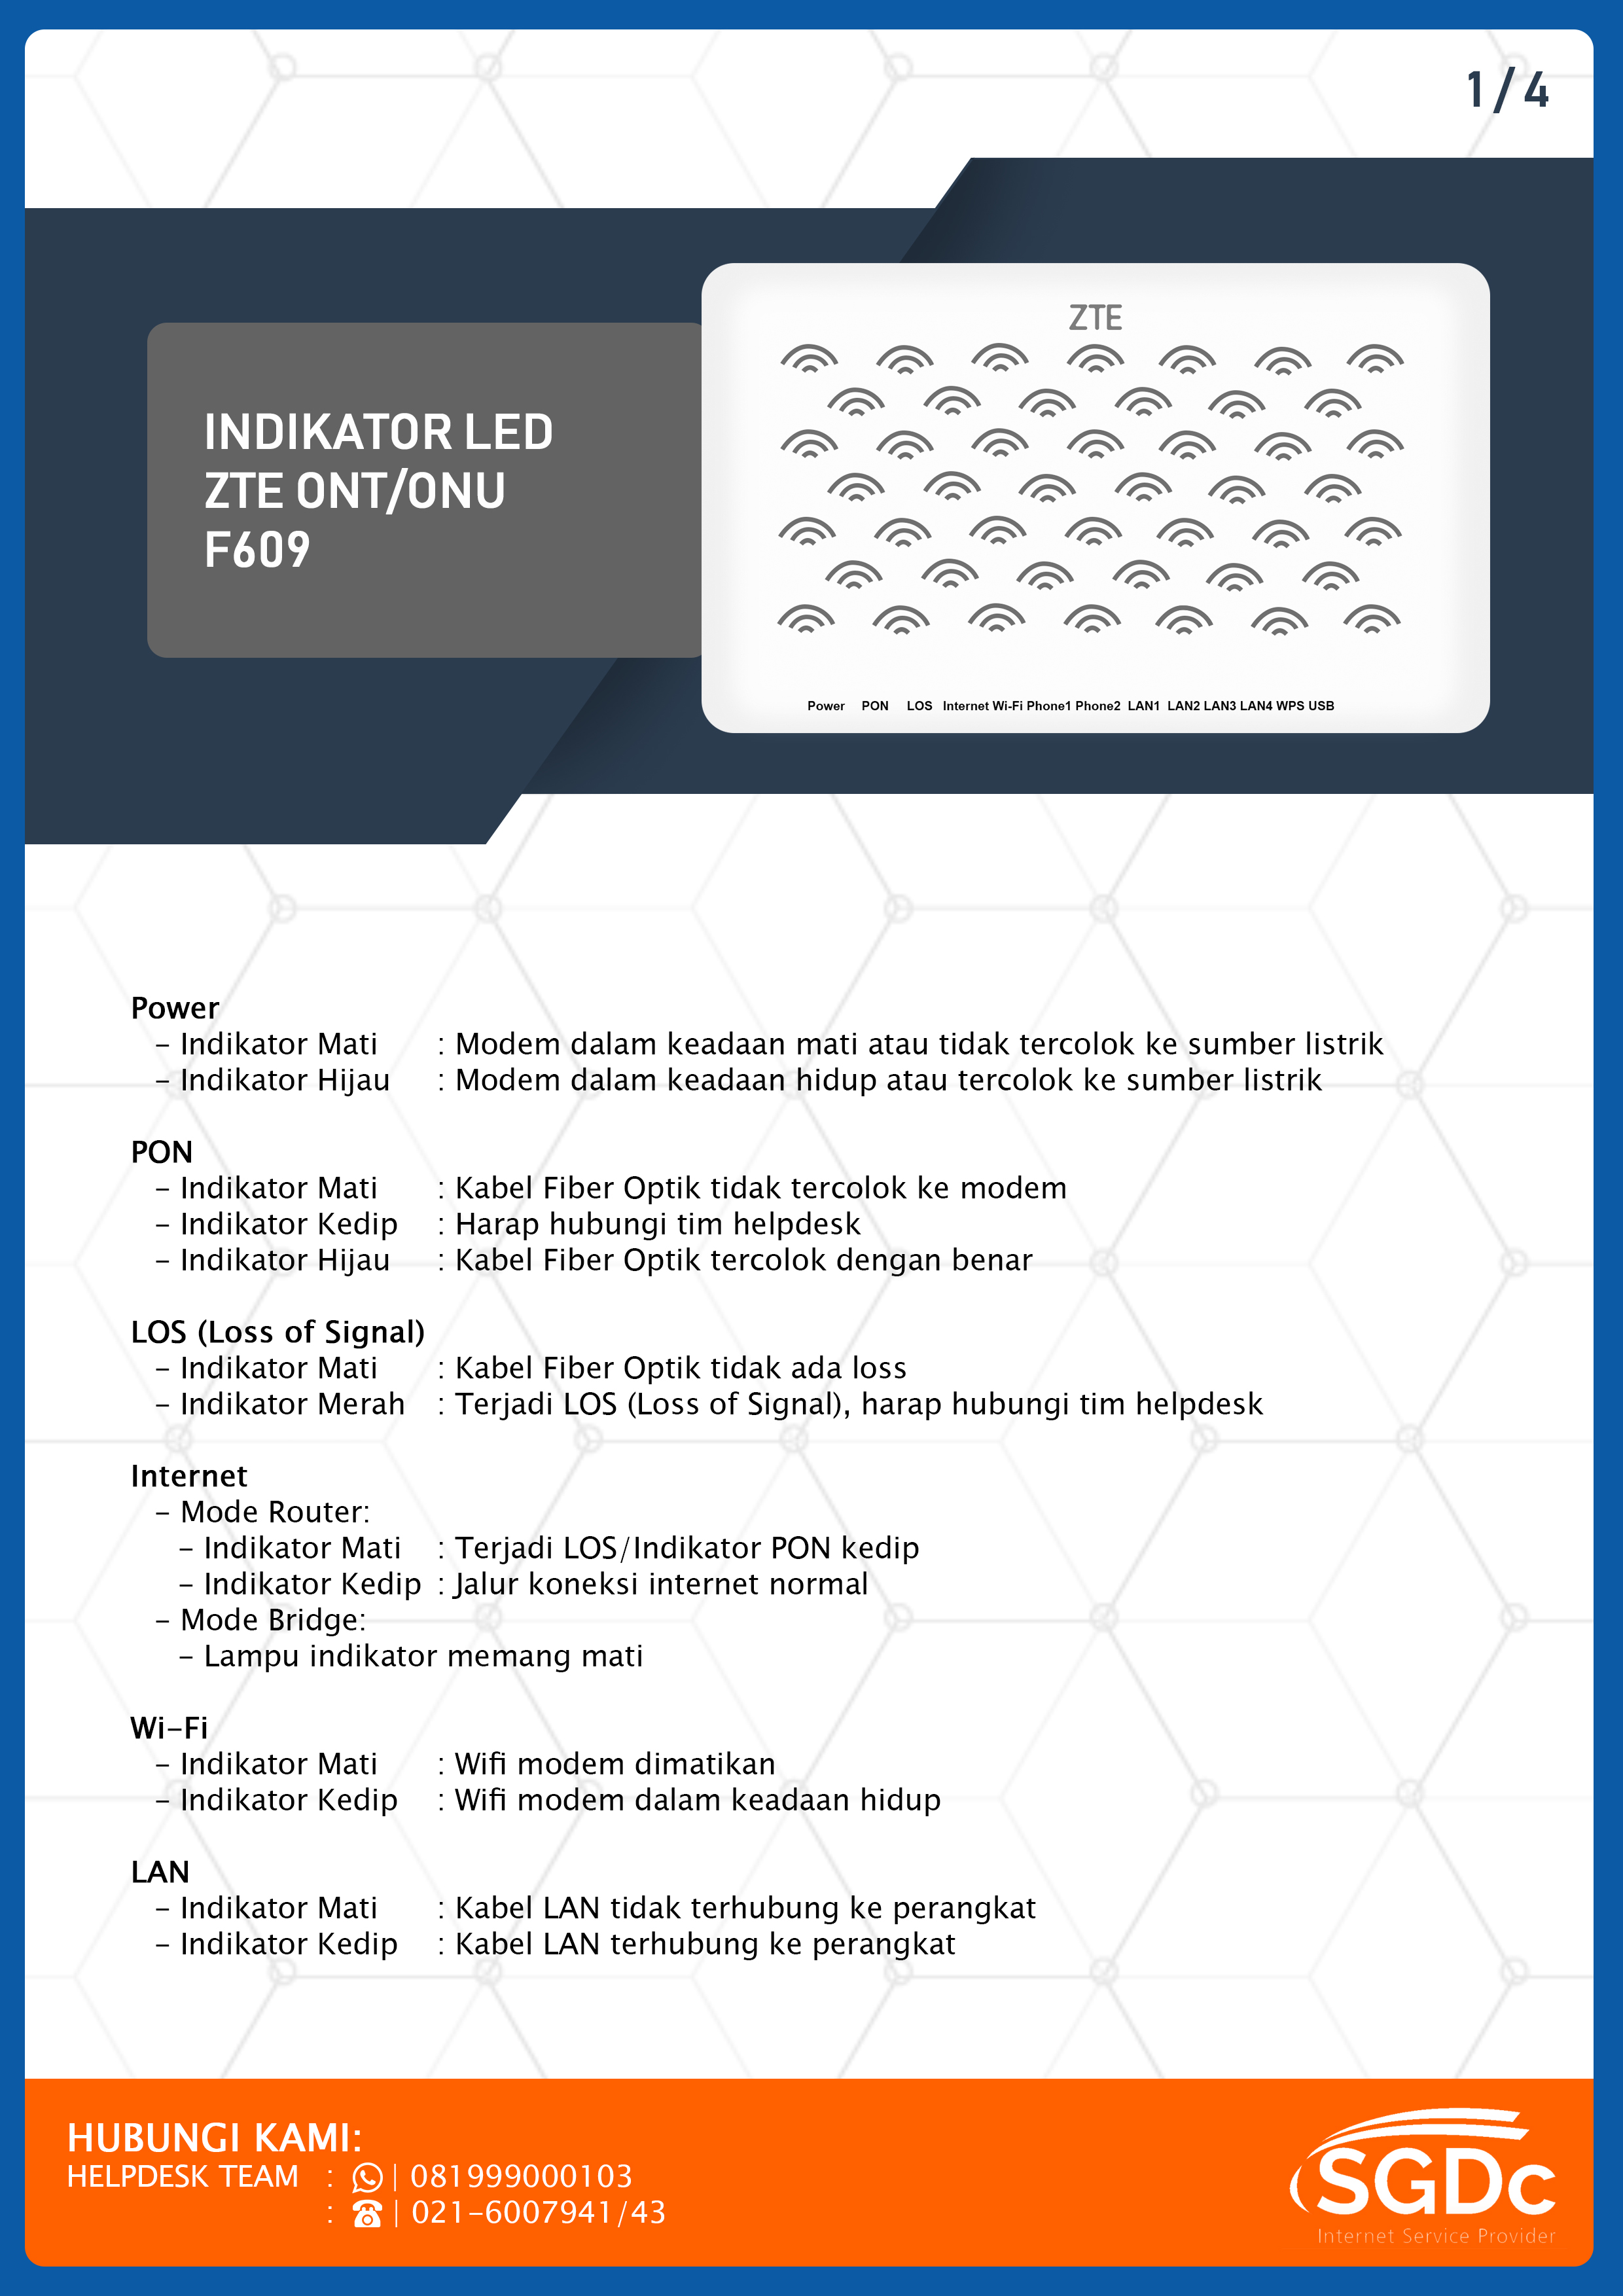 1/4
INDIKATOR LED
ZTE ONT/ONU
F609
ZTE
Power PON LOS Internet Wi-Fi Phone1 Phone2 LAN1 LAN2 LAN3 LAN4 WPS USB
Power
- Indikator Mati : Modem dalam keadaan mati atau tidak tercolok ke sumber listrik
- Indikator Hijau : Modem dalam keadaan hidup atau tercolok ke sumber listrik
PON
- Indikator Mati : Kabel Fiber Optik tidak tercolok ke modem
- Indikator Kedip : Harap hubungi tim helpdesk
- Indikator Hijau : Kabel Fiber Optik tercolok dengan benar
LOS (Loss of Signal)
- Indikator Mati : Kabel Fiber Optik tidak ada loss
- Indikator Merah : Terjadi LOS (Loss of Signal), harap hubungi tim helpdesk
Internet
- Mode Router:
- Indikator Mati : Terjadi LOS/Indikator PON kedip
- Indikator Kedip : Jalur koneksi internet normal
- Mode Bridge:
- Lampu indikator memang mati
Wi-Fi
- Indikator Mati : Wifi modem dimatikan
- Indikator Kedip : Wifi modem dalam keadaan hidup
LAN
- Indikator Mati : Kabel LAN tidak terhubung ke perangkat
- Indikator Kedip : Kabel LAN terhubung ke perangkat
HUBUNGI KAMI:
HELPDESK TEAM : | 081999000103
: | 021-6007941/43
SGDc
Internet Service Provider